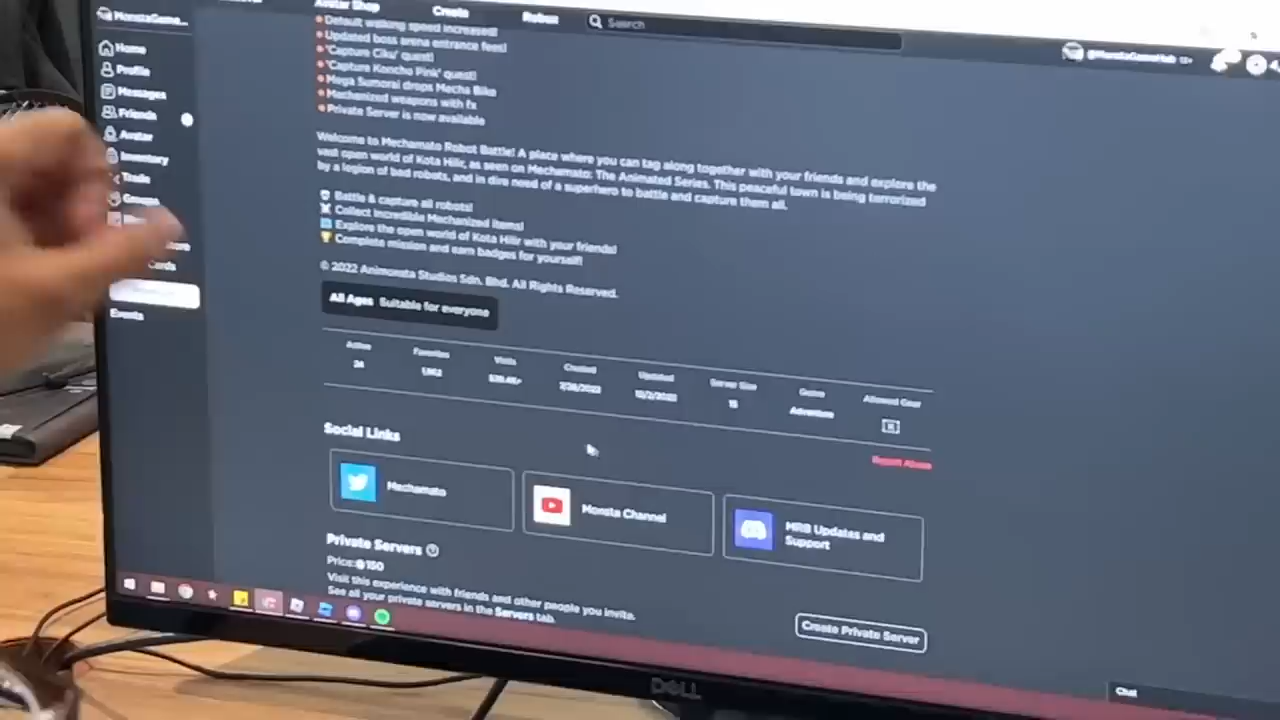 Avatar Shop
Create
Robux
Search
MonstaGame...
@MonstaGameHub 13+
Home
Profile
Messages
Friends
Avatar
Inventory
Trade
Events
Default walking speed increased!
Updated boss arena entrance fees!
'Capture Ciku' quest!
'Capture Koncho Pink' quest!
Mega Sumorai drops Mecha Bike
Mechanized weapons with fx
Private Server is now available
Welcome to Mechamato Robot Battle! A place where you can tag along together with your friends and explore the
vast open world of Kota Hilir, as seen on Mechamato: The Animated Series. This peaceful town is being terrorized
by a legion of bad robots, and in dire need of a superhero to battle and capture them all.
Battle & capture all robots!
Collect incredible Mechanized items!
Explore the open world of Kota Hilir with your friends!
Complete mission and earn badges for yourself!
© 2022 Animonsta Studios Sdn. Bhd. All Rights Reserved.
All Ages Suitable for everyone
Active Favorites Visits Created Updated Server Size Genre Allowed Gear
15 Adventure
Report Abuse
Social Links
Mechamato
Monsta Channel
MRB Updates and
Support
Private Servers
Price: 150
Visit this experience with friends and other people you invite.
See all your private servers in the Servers tab.
Create Private Server
Chat
DELL